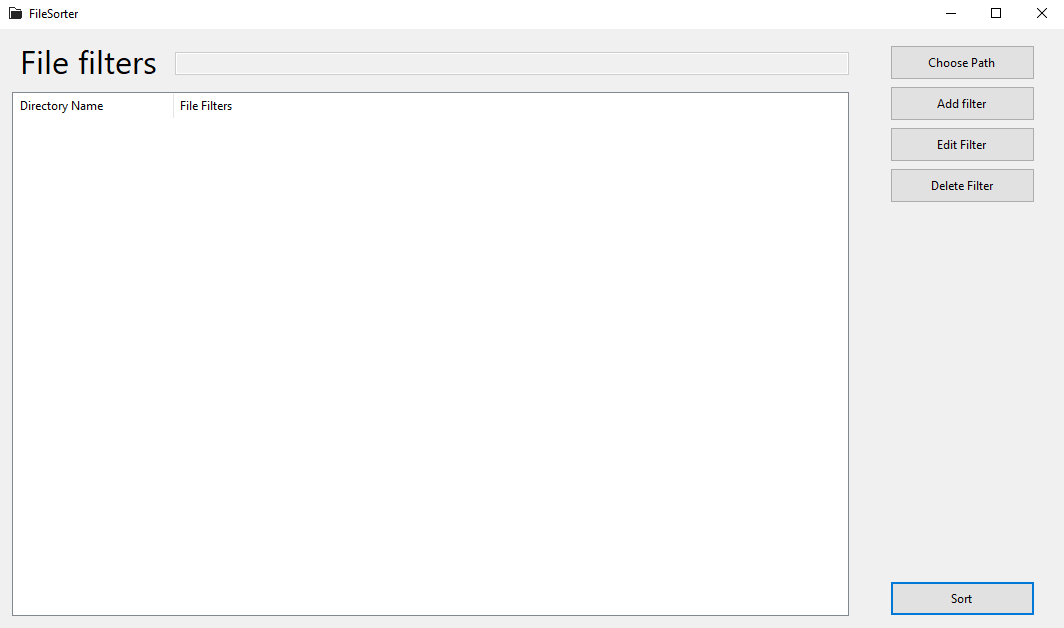 FileSorter
File filters
Choose Path
Directory Name File Filters
Add filter
Edit Filter
Delete Filter
Sort